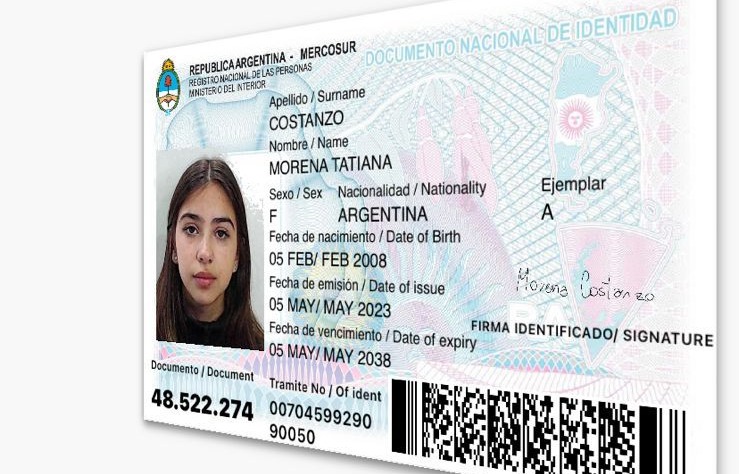 REPUBLICA ARGENTINA - MERCOSUR
REGISTRO NACIONAL DE LAS PERSONAS
MINISTERIO DEL INTERIOR
DOCUMENTO NACIONAL DE IDENTIDAD
Apellido / Surname
COSTANZO
Nombre / Name
MORENA TATIANA
Sexo / Sex Nacionalidad / Nationality
F ARGENTINA
Ejemplar
A
Fecha de nacimiento / Date of Birth
05 FEB/ FEB 2008
Fecha de emisión / Date of issue
05 MAY/ MAY 2023
Fecha de vencimiento / Date of expiry
05 MAY/ MAY 2038
Morena Costanzo
FIRMA IDENTIFICADO/ SIGNATURE
Documento / Document
48.522.274
Tramite No / Of ident
00704599290
90050